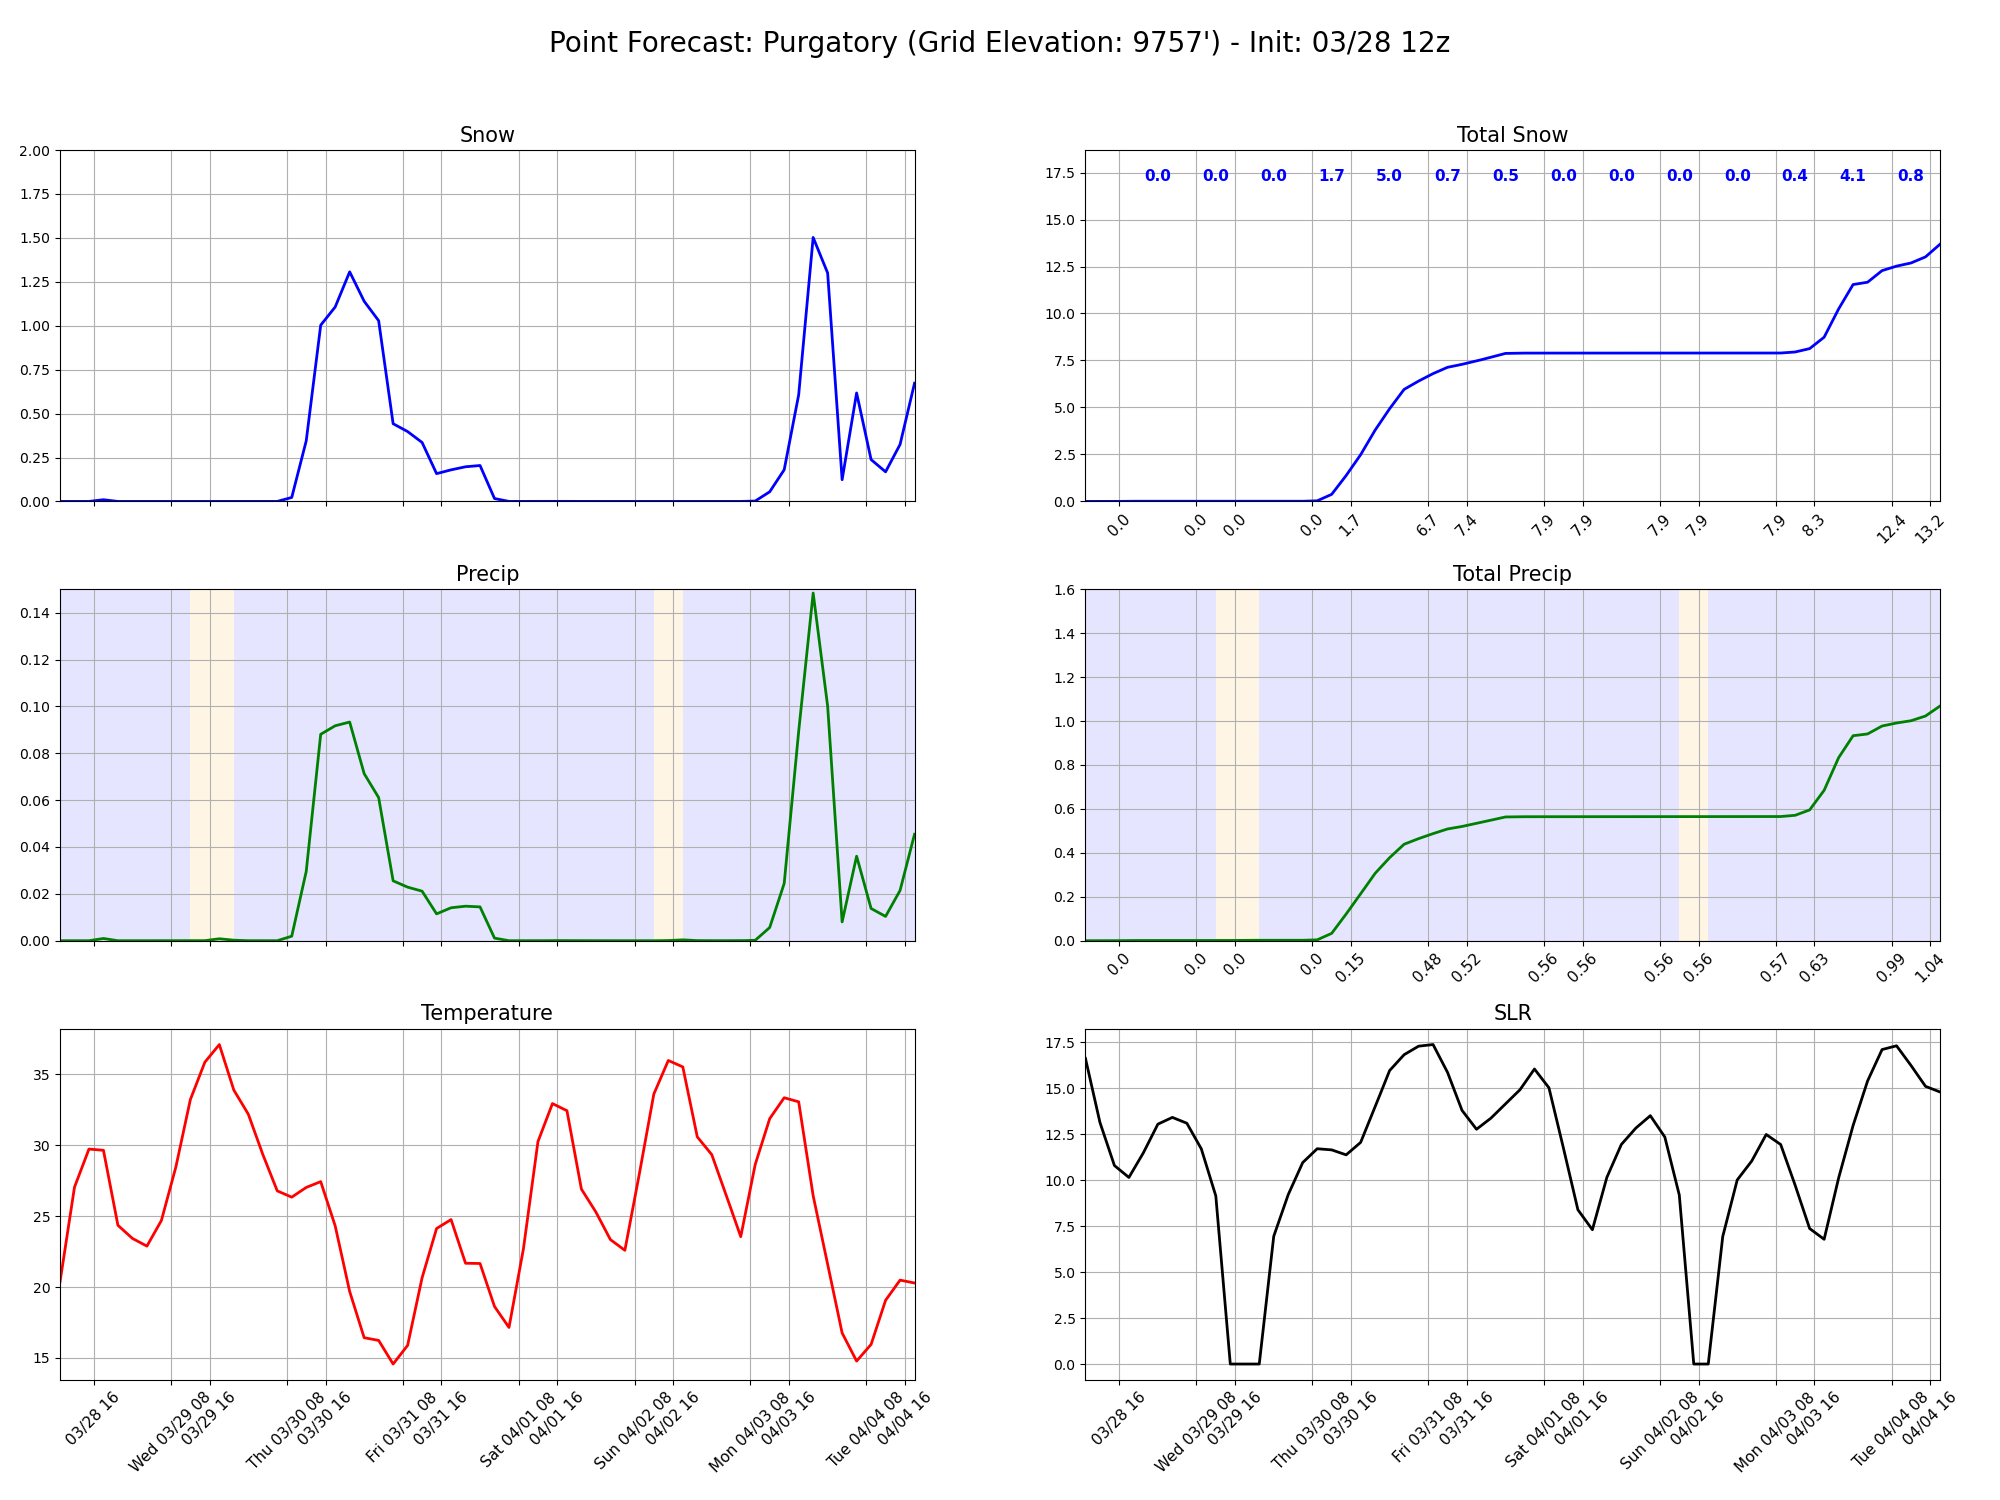 Point Forecast: Purgatory (Grid Elevation: 9757') - Init: 03/28 12z
Snow
2.00
1.75
1.50
1.25
1.00
0.75
0.50
0.25
0.00
Total Snow
17.5
15.0
12.5
10.0
7.5
5.0
2.5
0.0
0.0 0.0 0.0 1.7 5.0 0.7 0.5 0.0 0.0 0.0 0.0 0.4 4.1 0.8
0.0 0.0 0.0 0.0 1.7 6.7 7.4 7.9 7.9 7.9 7.9 7.9 8.3 12.4 13.2
Precip
0.14
0.12
0.10
0.08
0.06
0.04
0.02
0.00
Total Precip
1.6
1.4
1.2
1.0
0.8
0.6
0.4
0.2
0.0
0.0 0.0 0.0 0.0 0.15 0.48 0.52 0.56 0.56 0.56 0.56 0.57 0.63 0.99 1.04
Temperature
35
30
25
20
15
03/28 16
Wed 03/29 08
03/29 16
Thu 03/30 08
03/30 16
Fri 03/31 08
03/31 16
Sat 04/01 08
04/01 16
Sun 04/02 08
04/02 16
Mon 04/03 08
04/03 16
Tue 04/04 08
04/04 16
SLR
17.5
15.0
12.5
10.0
7.5
5.0
2.5
0.0
03/28 16
Wed 03/29 08
03/29 16
Thu 03/30 08
03/30 16
Fri 03/31 08
03/31 16
Sat 04/01 08
04/01 16
Sun 04/02 08
04/02 16
Mon 04/03 08
04/03 16
Tue 04/04 08
04/04 16